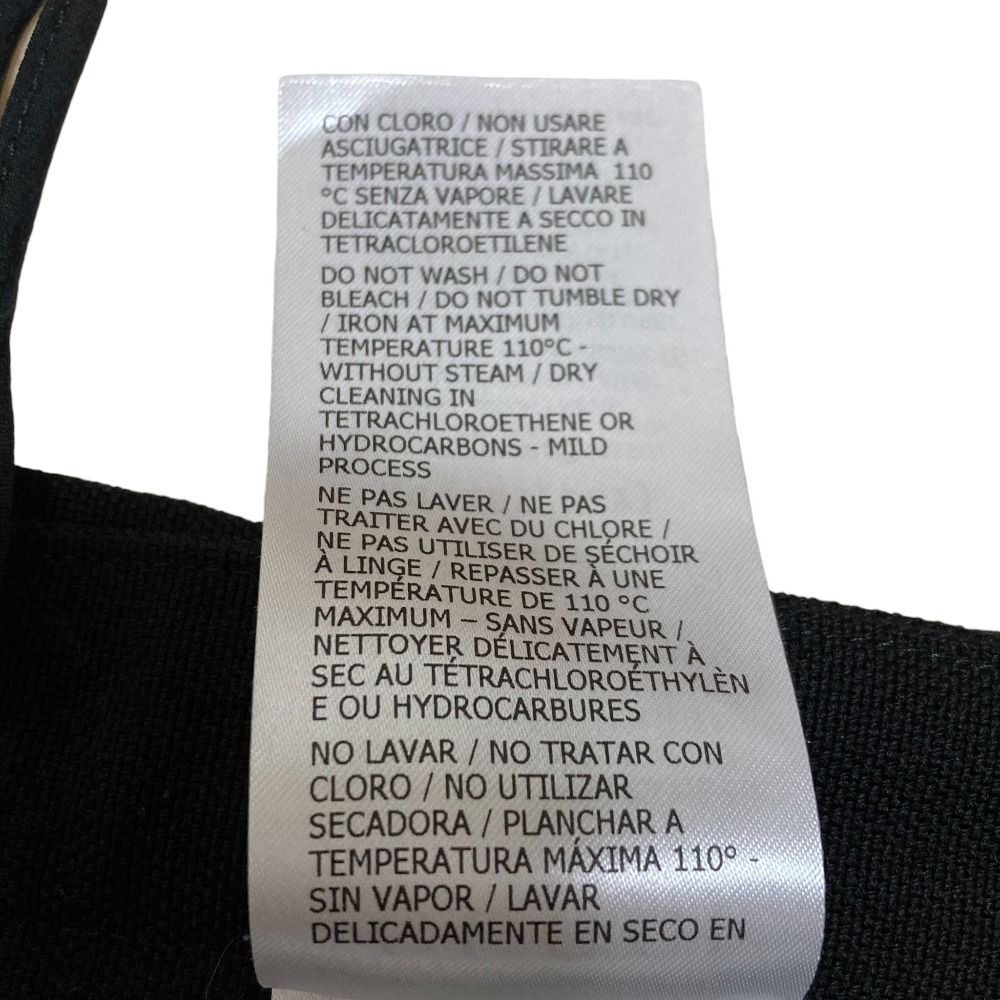 CON CLORO / NON USARE
ASCIUGATRICE / STIRARE A
TEMPERATURA MASSIMA 110
°C SENZA VAPORE / LAVARE
DELICATAMENTE A SECCO IN
TETRACLOROETILENE
DO NOT WASH / DO NOT
BLEACH / DO NOT TUMBLE DRY
/ IRON AT MAXIMUM
TEMPERATURE 110°C -
WITHOUT STEAM / DRY
CLEANING IN
TETRACHLOROETHENE OR
HYDROCARBONS - MILD
PROCESS
NE PAS LAVER / NE PAS
TRAITER AVEC DU CHLORE /
NE PAS UTILISER DE SÉCHOIR
À LINGE / REPASSER À UNE
TEMPÉRATURE DE 110 °C
MAXIMUM – SANS VAPEUR /
NETTOYER DÉLICATEMENT À
SEC AU TÉTRACHLOROÉTHYLÈN
E OU HYDROCARBURES
NO LAVAR / NO TRATAR CON
CLORO / NO UTILIZAR
SECADORA / PLANCHAR A
TEMPERATURA MÁXIMA 110° -
SIN VAPOR / LAVAR
DELICADAMENTE EN SECO EN